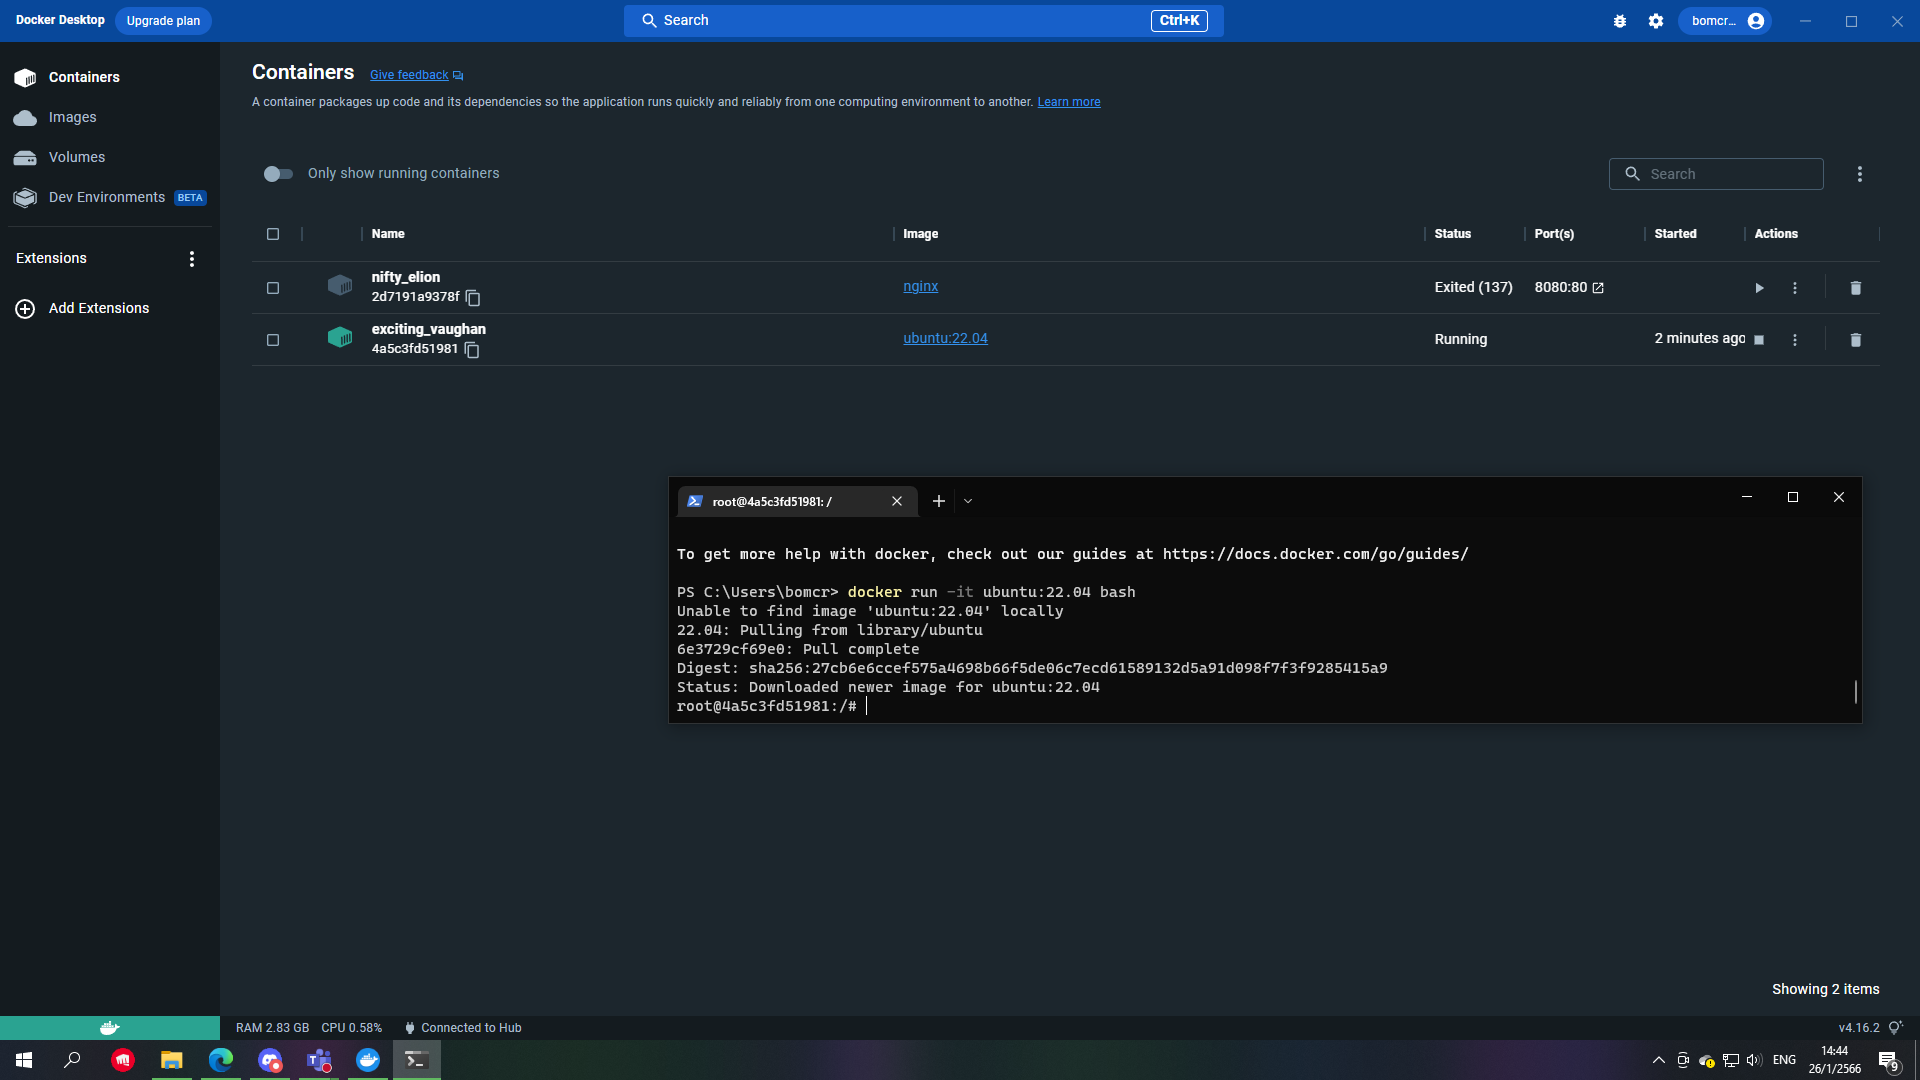 Docker Desktop
Upgrade plan
Search
Ctrl+K
bomcr...
Containers
Images
Volumes
Dev Environments
BETA
Extensions
Add Extensions
Containers
Give feedback
A container packages up code and its dependencies so the application runs quickly and reliably from one computing environment to another. Learn more
Only show running containers
Search
Name
Image
Status
Port(s)
Started
Actions
nifty_elion
2d7191a9378f
nginx
Exited (137)
8080:80
exciting_vaughan
4a5c3fd51981
ubuntu:22.04
Running
2 minutes ago
root@4a5c3fd51981: /
To get more help with docker, check out our guides at https://docs.docker.com/go/guides/
PS C:\Users\bomcr> docker run -it ubuntu:22.04 bash
Unable to find image 'ubuntu:22.04' locally
22.04: Pulling from library/ubuntu
6e3729cf69e0: Pull complete
Digest: sha256:27cb6e6ccef575a4698b66f5de06c7ecd61589132d5a91d098f7f3f9285415a9
Status: Downloaded newer image for ubuntu:22.04
root@4a5c3fd51981:/#
Showing 2 items
RAM 2.83 GB
CPU 0.58%
Connected to Hub
v4.16.2
ENG
14:44
26/1/2566
9